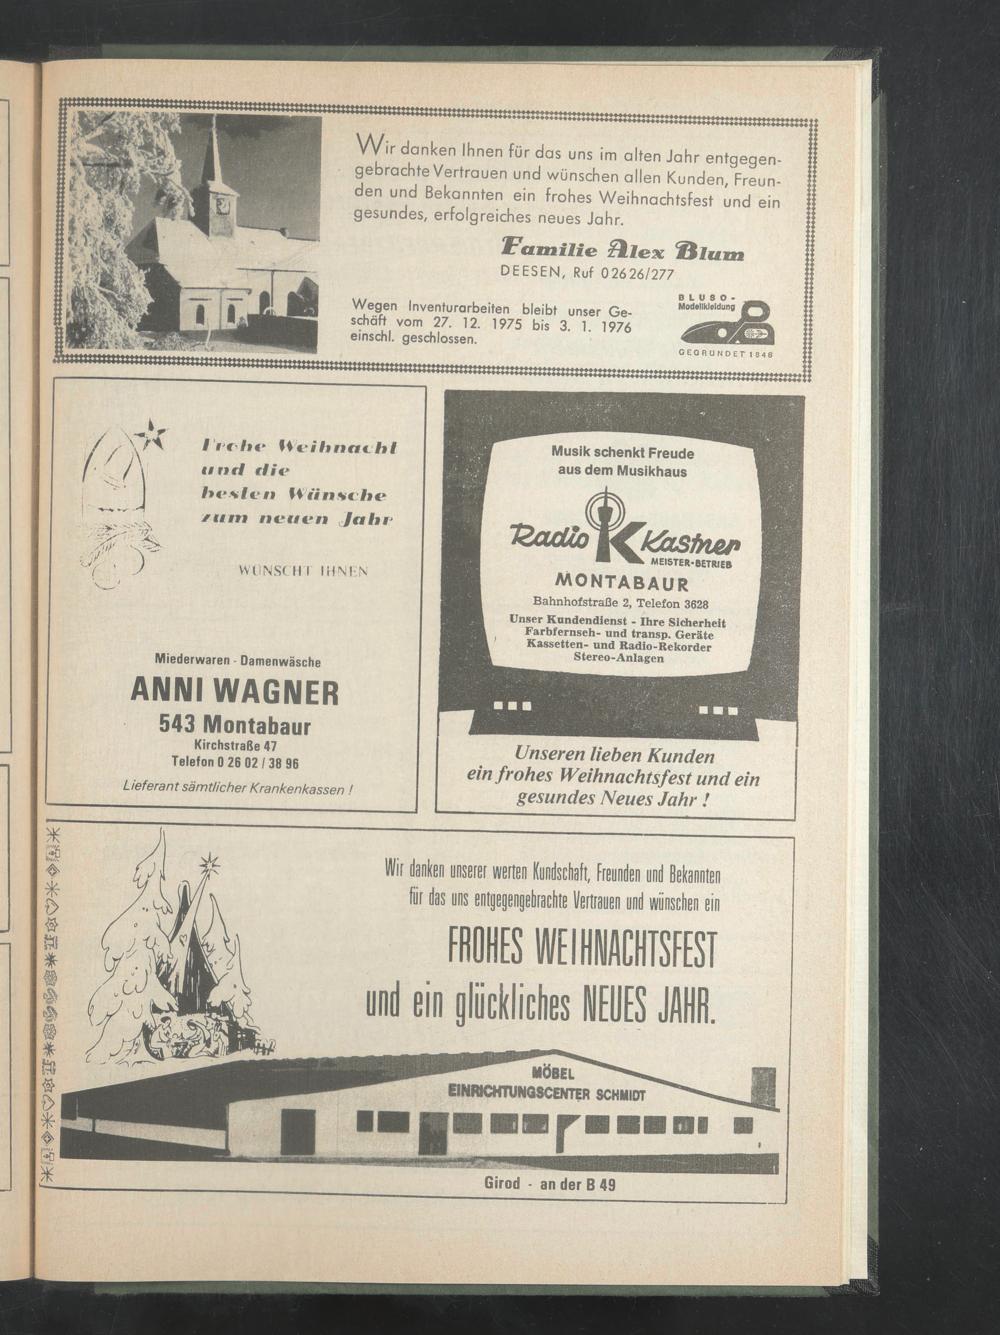 Wir danken Ihnen für das uns im alten Jahr entgegen-
gebrachte Vertrauen und wünschen allen Kunden, Freun-
den und Bekannten ein frohes Weihnachtsfest und ein
gesundes, erfolgreiches neues Jahr.
Familie Alex Blum
DEESEN, Ruf 02626/277
Wegen Inventurarbeiten bleibt unser Ge-
schäft vom 27. 12. 1975 bis 3. 1. 1976
einschl. geschlossen.
BLUSO-
Modellkleidung
GEGRÜNDET 1848
Frohe Weihnacht
und die
besten Wünsche
zum neuen Jahr
WÜNSCHT IHNEN
Miederwaren - Damenwäsche
ANNI WAGNER
543 Montabaur
Kirchstraße 47
Telefon 0 26 02 / 38 96
Lieferant sämtlicher Krankenkassen !
Musik schenkt Freude
aus dem Musikhaus
Radio K Kastner
MEISTER-BETRIEB
MONTABAUR
Bahnhofstraße 2, Telefon 3628
Unser Kundendienst - Ihre Sicherheit
Farbfernseh- und transp. Geräte
Kassetten- und Radio-Rekorder
Stereo-Anlagen
Unseren lieben Kunden
ein frohes Weihnachtsfest und ein
gesundes Neues Jahr !
Wir danken unserer werten Kundschaft, Freunden und Bekannten
für das uns entgegengebrachte Vertrauen und wünschen ein
FROHES WEIHNACHTSFEST
und ein glückliches NEUES JAHR.
MÖBEL
EINRICHTUNGSCENTER SCHMIDT
Girod - an der B 49